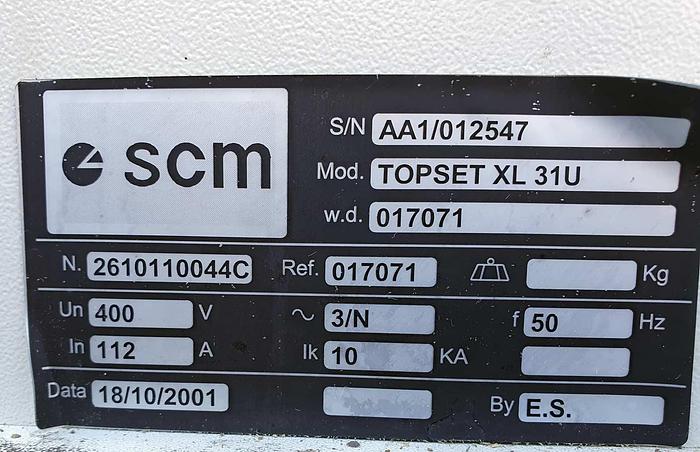 scm
S/N AA1/012547
Mod. TOPSET XL 31U
w.d. 017071
N. 2610110044C Ref. 017071 Kg
Un 400 V ~ 3/N f 50 Hz
In 112 A Ik 10 KA
Data 18/10/2001 By E.S.